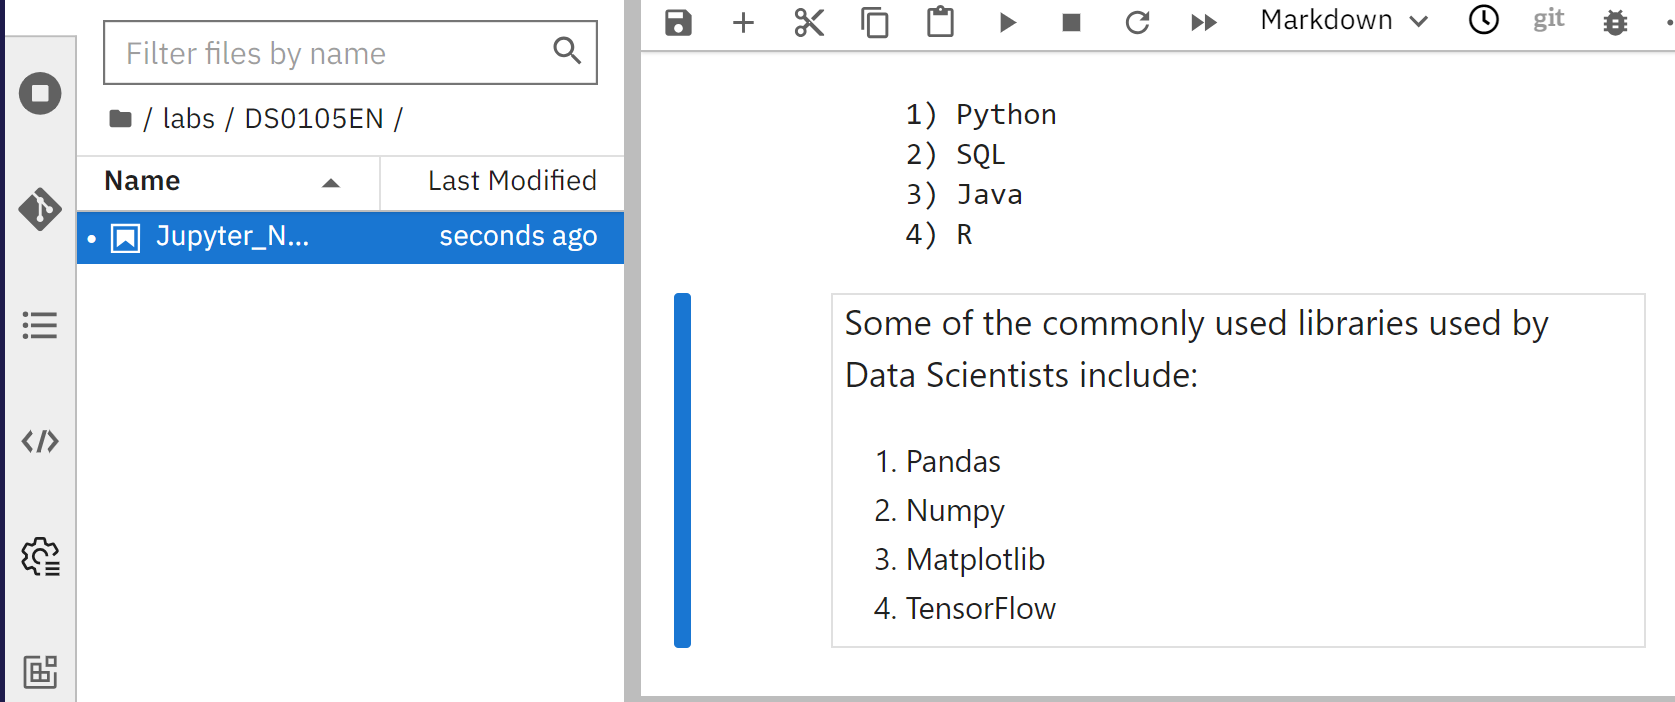 Filter files by name
/ labs / DS0105EN /
Name Last Modified
Jupyter_N... seconds ago
Markdown git
1) Python
2) SQL
3) Java
4) R
Some of the commonly used libraries used by
Data Scientists include:
1. Pandas
2. Numpy
3. Matplotlib
4. TensorFlow